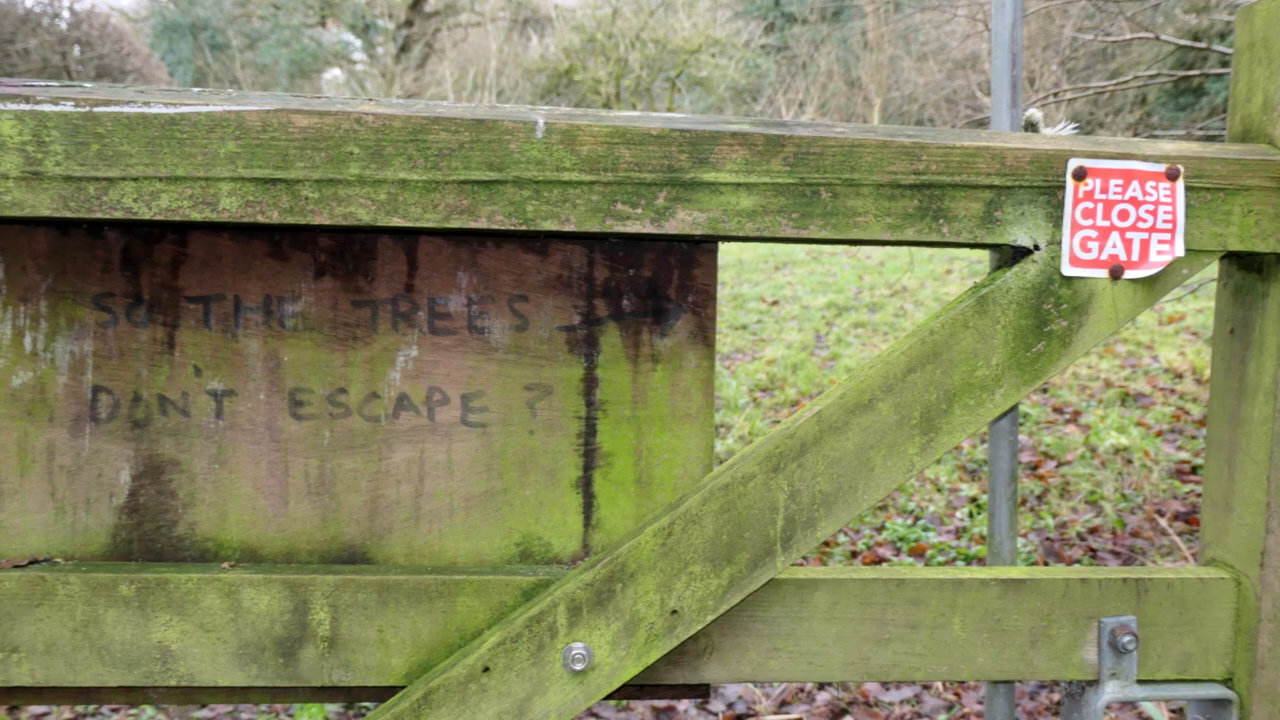 SO THE TREES →
DON'T ESCAPE ?
PLEASE
CLOSE
GATE